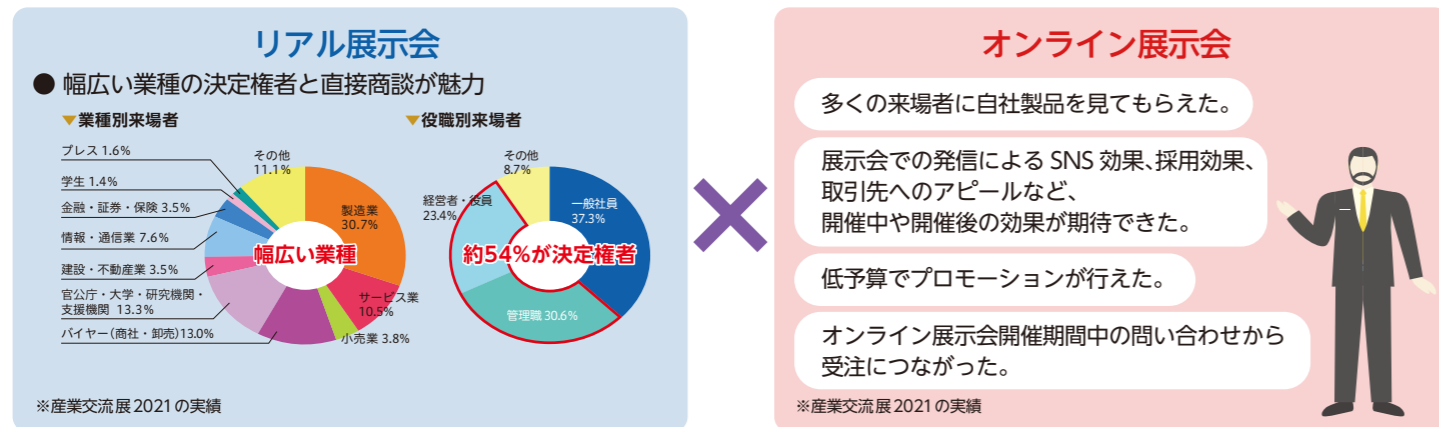 リアル展示会
● 幅広い業種の決定権者と直接商談が魅力
▼業種別来場者
プレス 1.6%
学生 1.4%
金融・証券・保険 3.5%
情報・通信業 7.6%
建設・不動産業 3.5%
官公庁・大学・研究機関・
支援機関 13.3%
バイヤー(商社・卸売)13.0%
その他
11.1%
製造業
30.7%
幅広い業種
サービス業
10.5%
小売業 3.8%
▼役職別来場者
その他
8.7%
経営者・役員
23.4%
一般社員
37.3%
約54%が決定権者
管理職 30.6%
※産業交流展 2021 の実績
×
オンライン展示会
多くの来場者に自社製品を見てもらえた。
展示会での発信による SNS 効果、採用効果、
取引先へのアピールなど、
開催中や開催後の効果が期待できた。
低予算でプロモーションが行えた。
オンライン展示会開催期間中の問い合わせから
受注につながった。
※産業交流展 2021 の実績